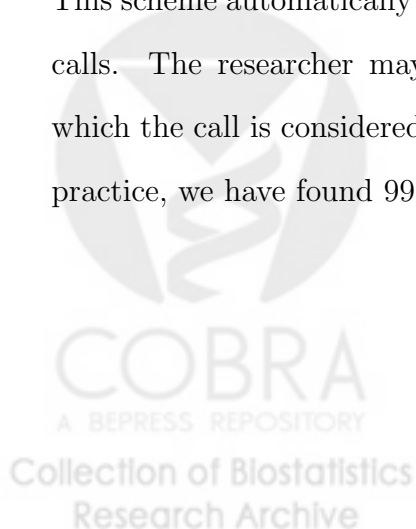 This scheme automatically
calls. The researcher may
which the call is considered
practice, we have found 99
COBRA
A BEPRESS REPOSITORY
Collection of Biostatistics
Research Archive